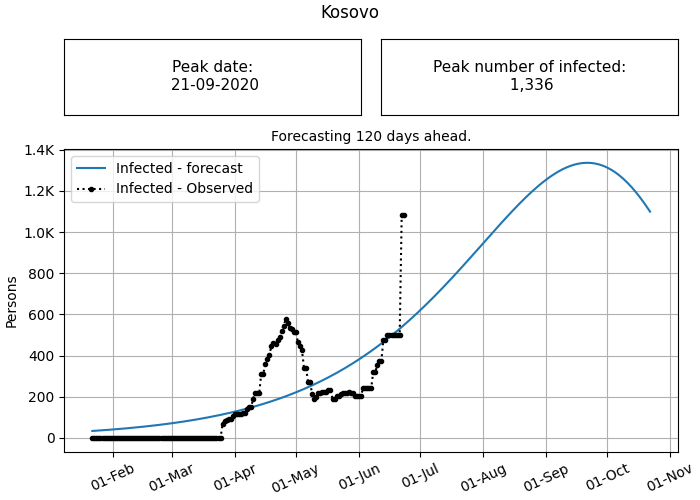 Kosovo
Peak date:
21-09-2020
Peak number of infected:
1,336
Forecasting 120 days ahead.
Infected - forecast
Infected - Observed
Persons
1.4K
1.2K
1.0K
800
600
400
200
0
01-Feb
01-Mar
01-Apr
01-May
01-Jun
01-Jul
01-Aug
01-Sep
01-Oct
01-Nov